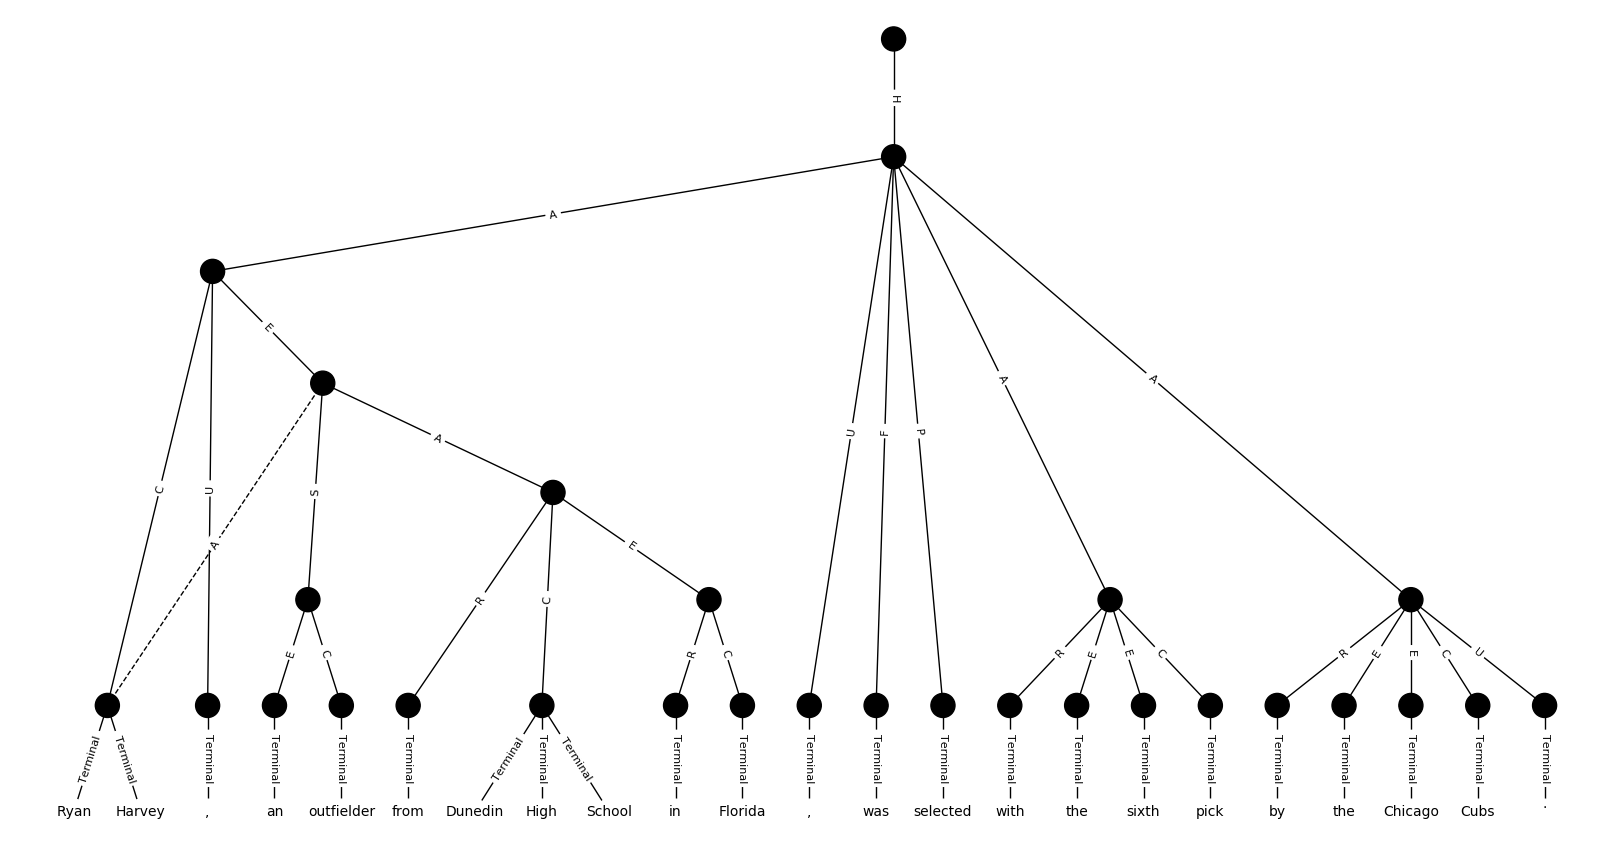 H
A
E
A
C
U
A
S
U
F
P
A
A
R
C
E
E
C
R
C
R
E
E
C
R
E
E
C
U
Terminal Terminal Terminal Terminal Terminal Terminal Terminal Terminal Terminal Terminal Terminal Terminal Terminal Terminal Terminal Terminal Terminal Terminal Terminal Terminal Terminal Terminal Terminal
Ryan Harvey , an outfielder from Dunedin High School in Florida , was selected with the sixth pick by the Chicago Cubs .